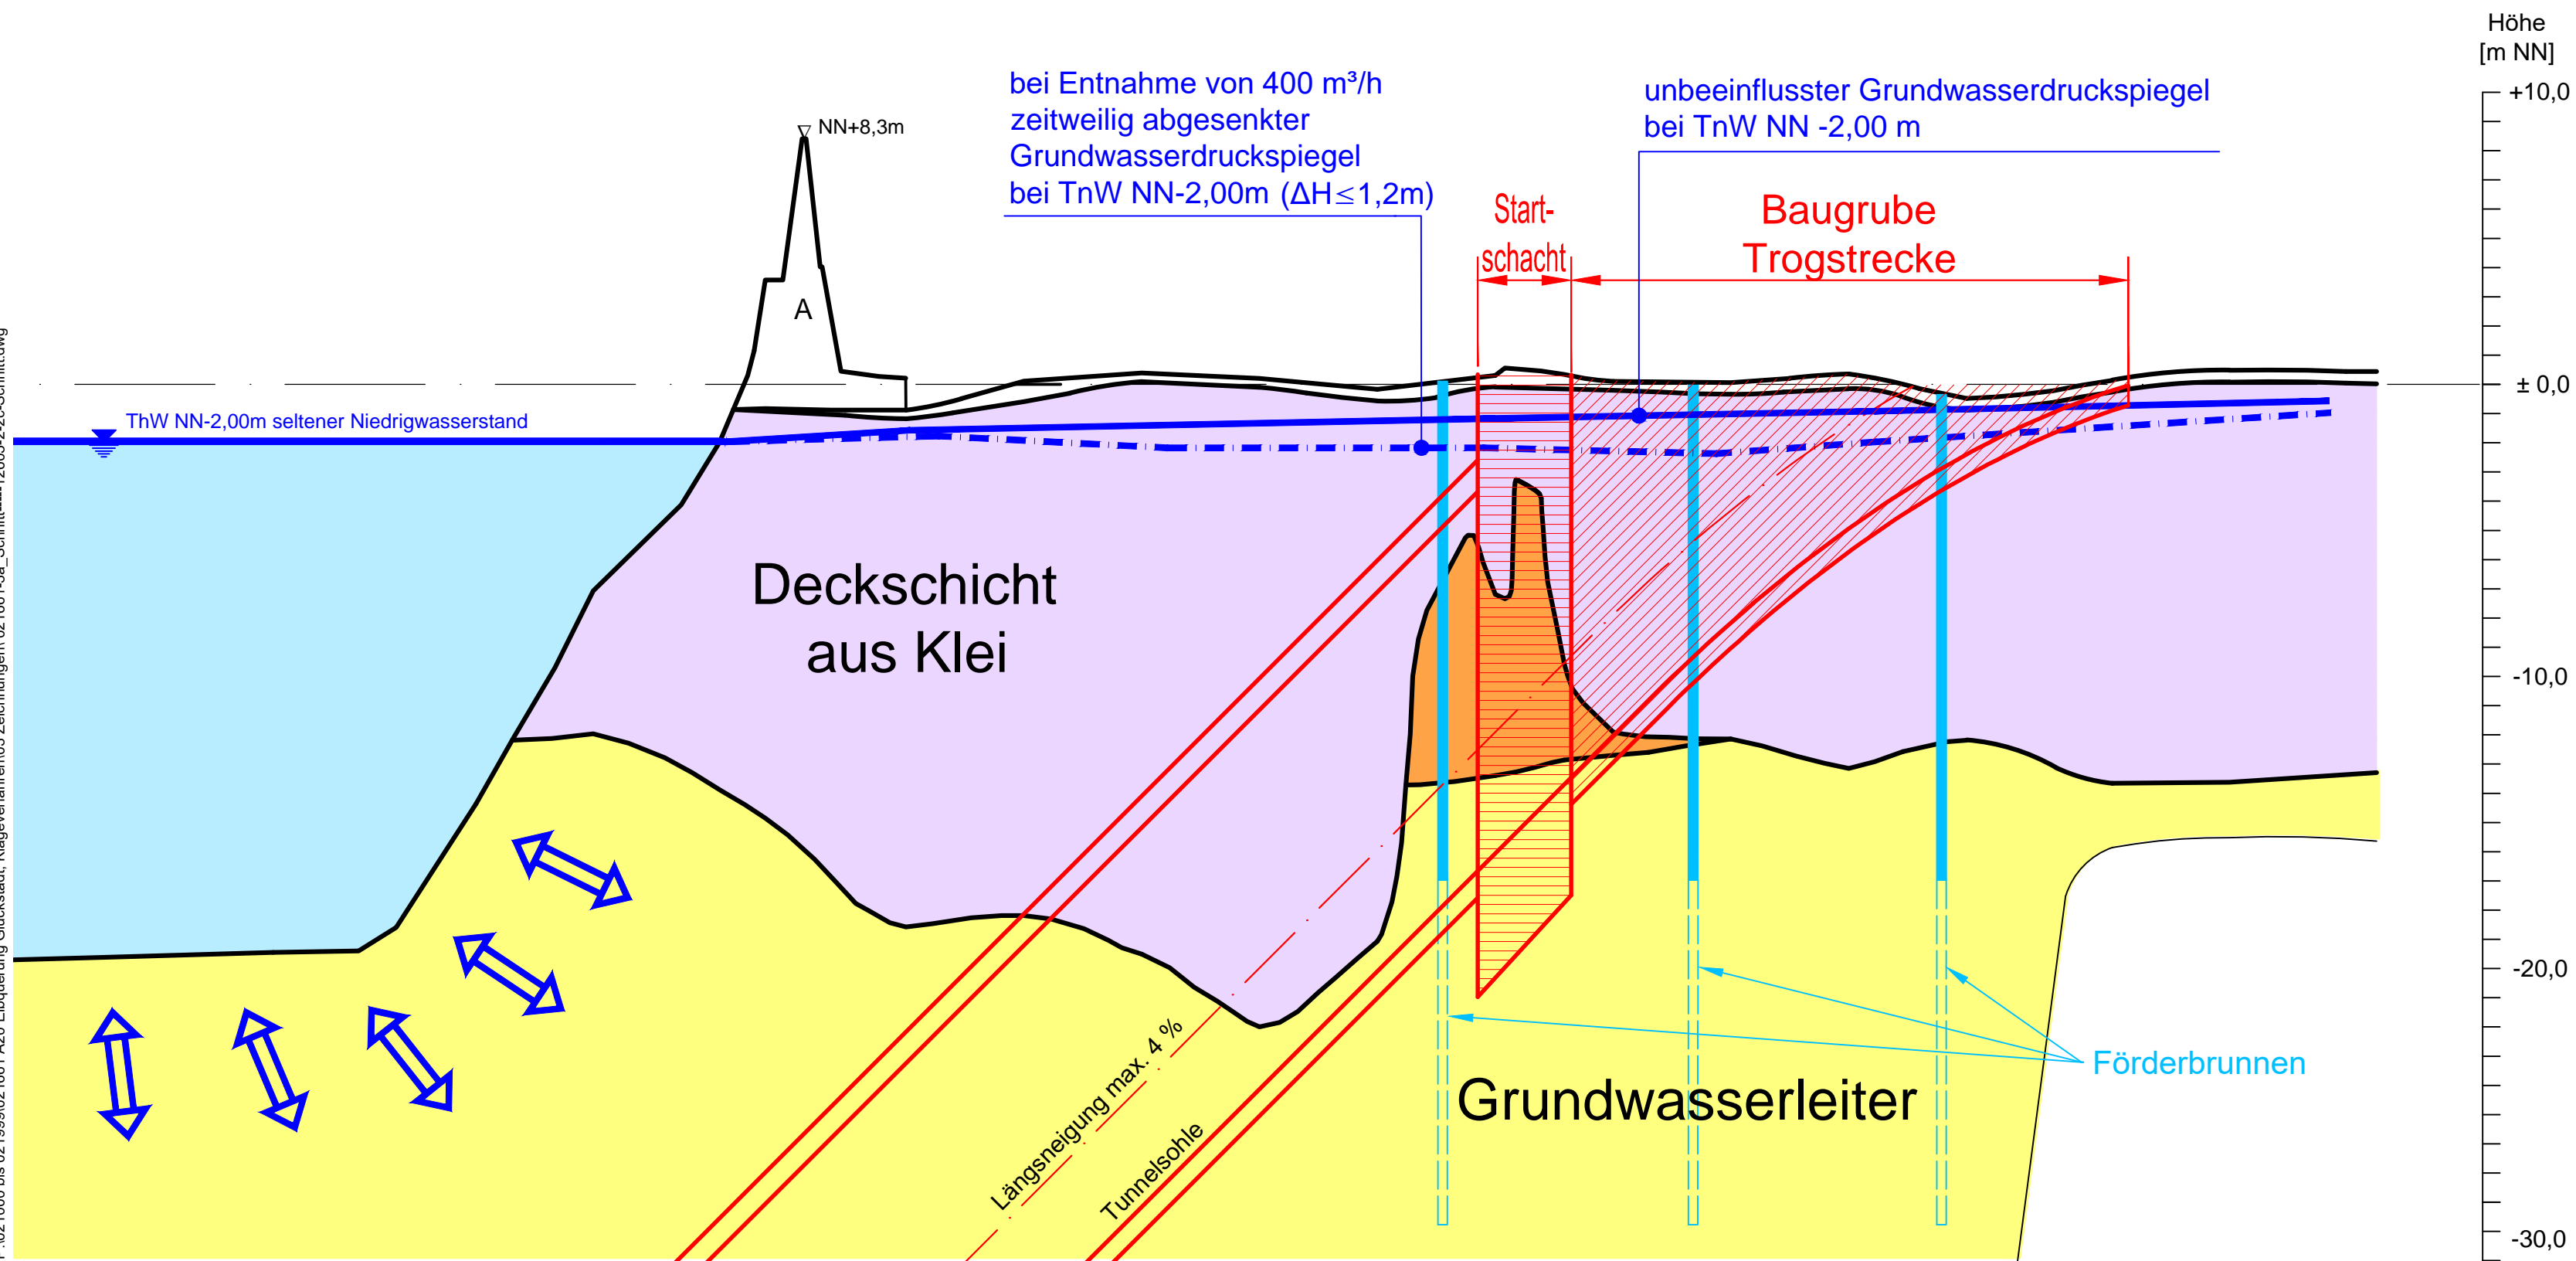 Höhe
[m NN]
+10,0
± 0,0
-10,0
-20,0
-30,0
bei Entnahme von 400 m³/h
zeitweilig abgesenkter
Grundwasserdruckspiegel
bei TnW NN-2,00m (ΔH≤1,2m)
unbeeinflusster Grundwasserdruckspiegel
bei TnW NN -2,00 m
NN+8,3m
A
Start-
schacht
Baugrube
Trogstrecke
ThW NN-2,00m seltener Niedrigwasserstand
Deckschicht
aus Klei
Längsneigung max. 4 %
Tunnelsohle
Grundwasserleiter
Förderbrunnen